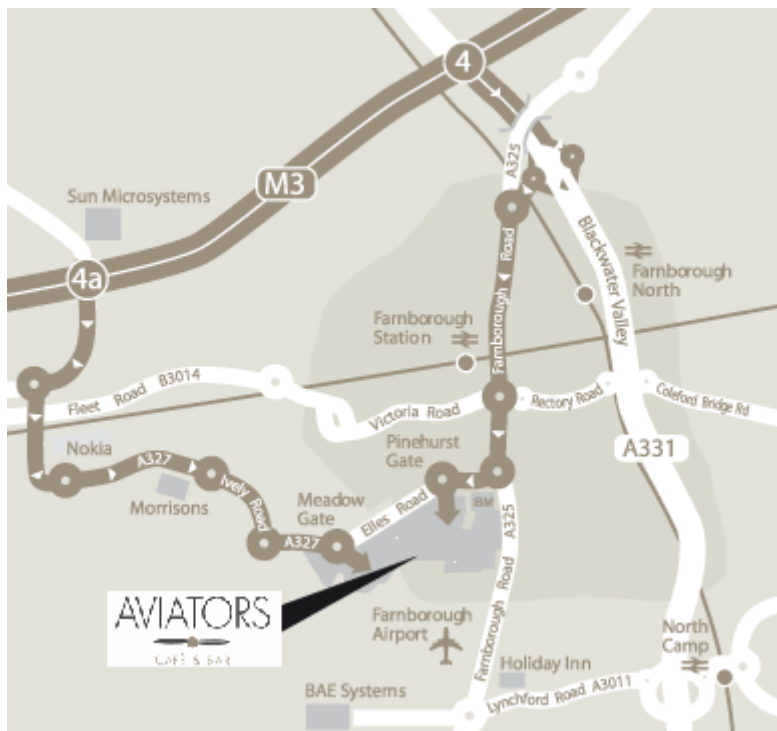 4
A325
M3
Sun Microsystems
4a
Blackwater Valley
Farnborough
North
Farnborough Road
Farnborough
Station
Fleet Road B3014
Victoria Road
Rectory Road
Coleford Bridge Rd
A331
Nokia
A327
Pinehurst
Gate
Morrisons
Ively Road
Meadow
Gate
Elles Road
IBM
A325
A327
AVIATORS
CAFÉ & BAR
Farnborough
Airport
Farnborough Road
North
Camp
Holiday Inn
BAE Systems
Lynchford Road A3011